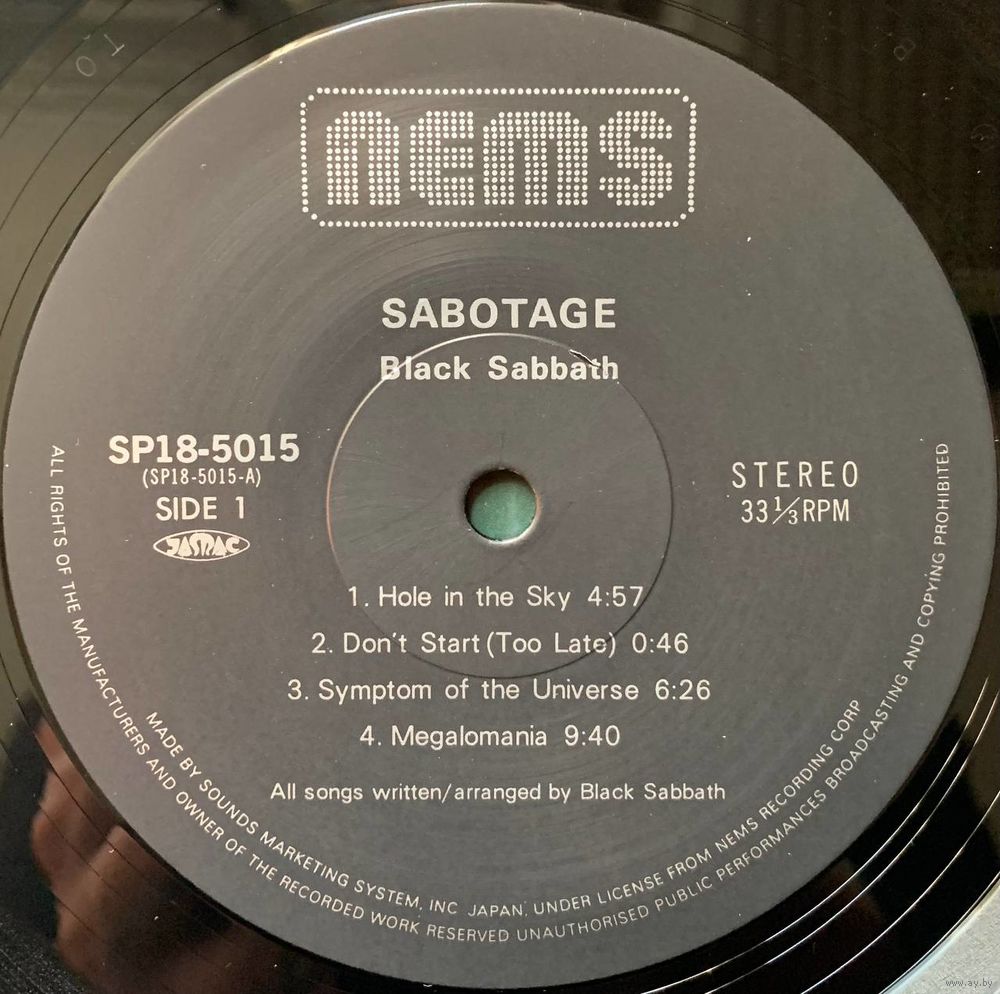 nems
SABOTAGE
Black Sabbath
SP18-5015
(SP18-5015-A)
SIDE 1
JASRAC
STEREO
33⅓RPM
1. Hole in the Sky 4:57
2. Don't Start (Too Late) 0:46
3. Symptom of the Universe 6:26
4. Megalomania 9:40
All songs written/arranged by Black Sabbath
MADE BY SOUNDS MARKETING SYSTEM, INC JAPAN, UNDER LICENSE FROM NEMS RECORDING CORP
ALL RIGHTS OF THE MANUFACTURERS AND OWNER OF THE RECORDED WORK RESERVED UNAUTHORISED PUBLIC PERFORMANCES BROADCASTING AND COPYING PROHIBITED
www.ay.by